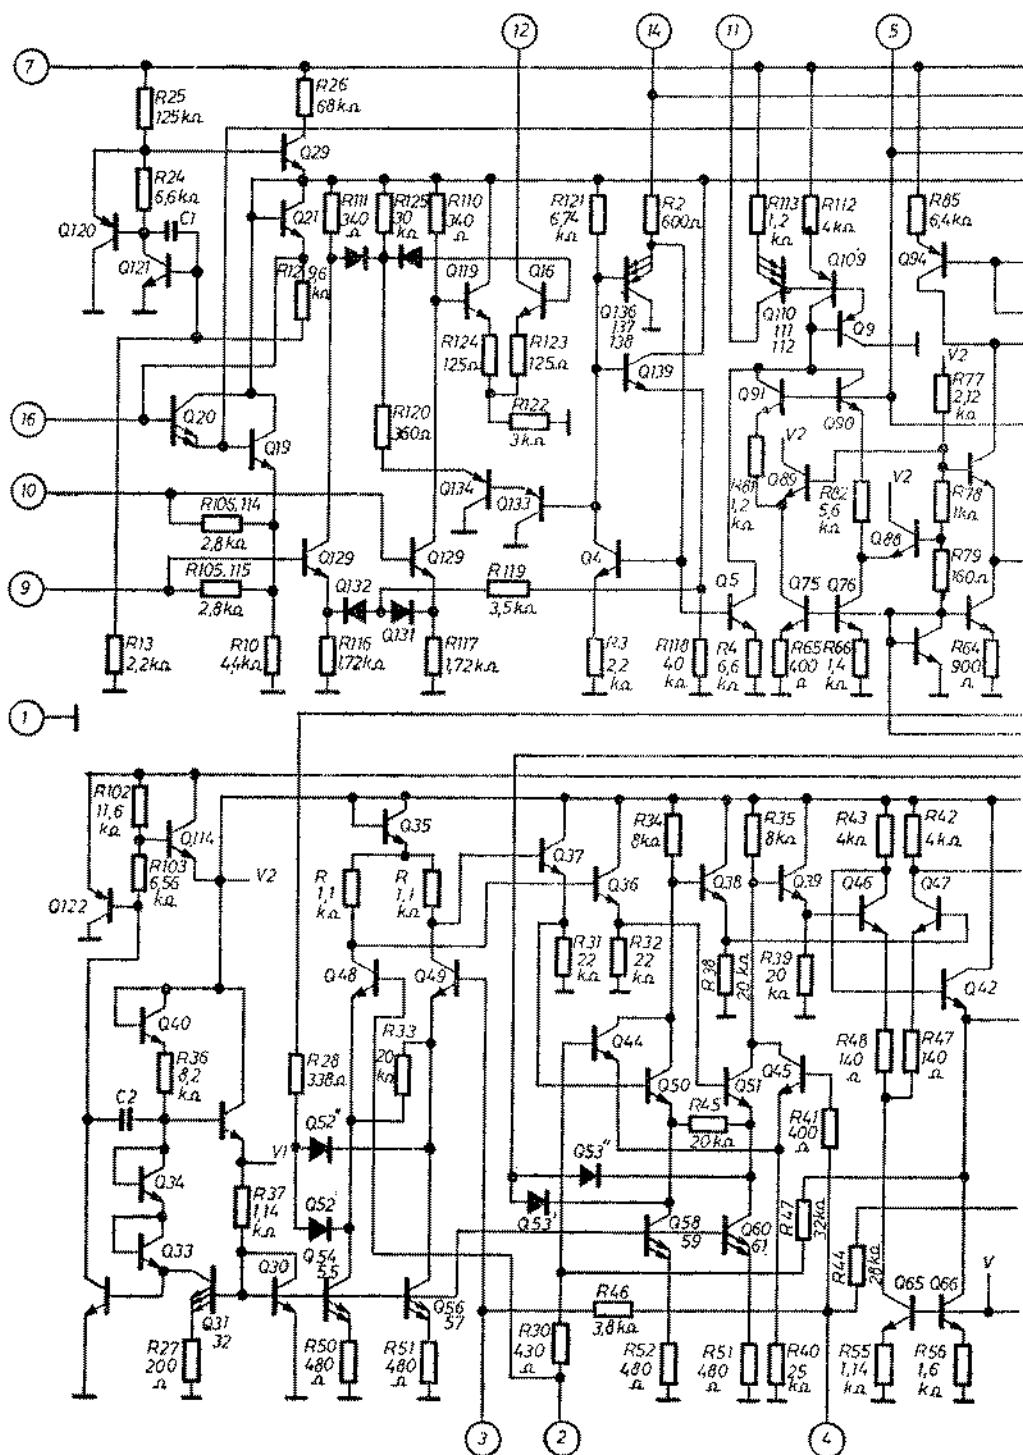 12
14
11
5
7
R25
125kΩ
R26
68kΩ
Q29
R24
6,6kΩ
C1
Q120
Q121
Q21
R12
9,6
kΩ
R111
340
Ω
R125
30
kΩ
R110
340
Ω
Q119
Q16
R124
125Ω
R123
125Ω
R122
3kΩ
R120
360Ω
R121
6,74
kΩ
R2
600Ω
Q136
137
138
Q139
R113
1,2
kΩ
R112
4kΩ
Q109
Q110
111
112
Q9
R85
6,4kΩ
Q94
V2
R77
2,12
kΩ
Q91
Q90
V2
R81
1,2
kΩ
Q89
R82
5,6
kΩ
V2
Q88
R78
1kΩ
R79
160Ω
16
Q20
Q19
10
R105,114
2,8kΩ
9
R105,115
2,8kΩ
Q129
Q129
Q134
Q133
Q132
Q131
R119
3,5kΩ
Q4
Q5
Q75
Q76
R13
2,2kΩ
R10
4,4kΩ
R116
1,72kΩ
R117
1,72kΩ
R3
2,2
kΩ
R118
40
kΩ
R4
6,6
kΩ
R65
400
Ω
R66
1,4
kΩ
R64
900
Ω
1
R102
11,6
kΩ
Q114
R103
6,56
kΩ
V2
Q122
Q35
R
1,1
kΩ
R
1,1
kΩ
Q37
Q36
R34
8kΩ
Q38
R35
8kΩ
Q39
R43
4kΩ
R42
4kΩ
Q46
Q47
R31
22
kΩ
R32
22
kΩ
R38
20 kΩ
R39
20
kΩ
Q42
Q48
Q49
Q40
R36
8,2
kΩ
R33
20
kΩ
R28
338Ω
Q44
Q50
Q51
Q45
R45
20kΩ
R41
400
Ω
R48
140
Ω
R47
140
Ω
C2
V1
Q34
Q33
R37
1,14
kΩ
Q52"
Q52'
Q53"
Q53'
Q54
55
Q30
Q31
32
Q56
57
Q58
59
Q60
61
R47
32kΩ
R44
28kΩ
Q65
Q66
V
R46
3,8kΩ
R27
200
Ω
R50
480
Ω
R51
480
Ω
R30
430
Ω
R52
480
Ω
R51
480
Ω
R40
25
kΩ
R55
1,14
kΩ
R56
1,6
kΩ
3
2
4